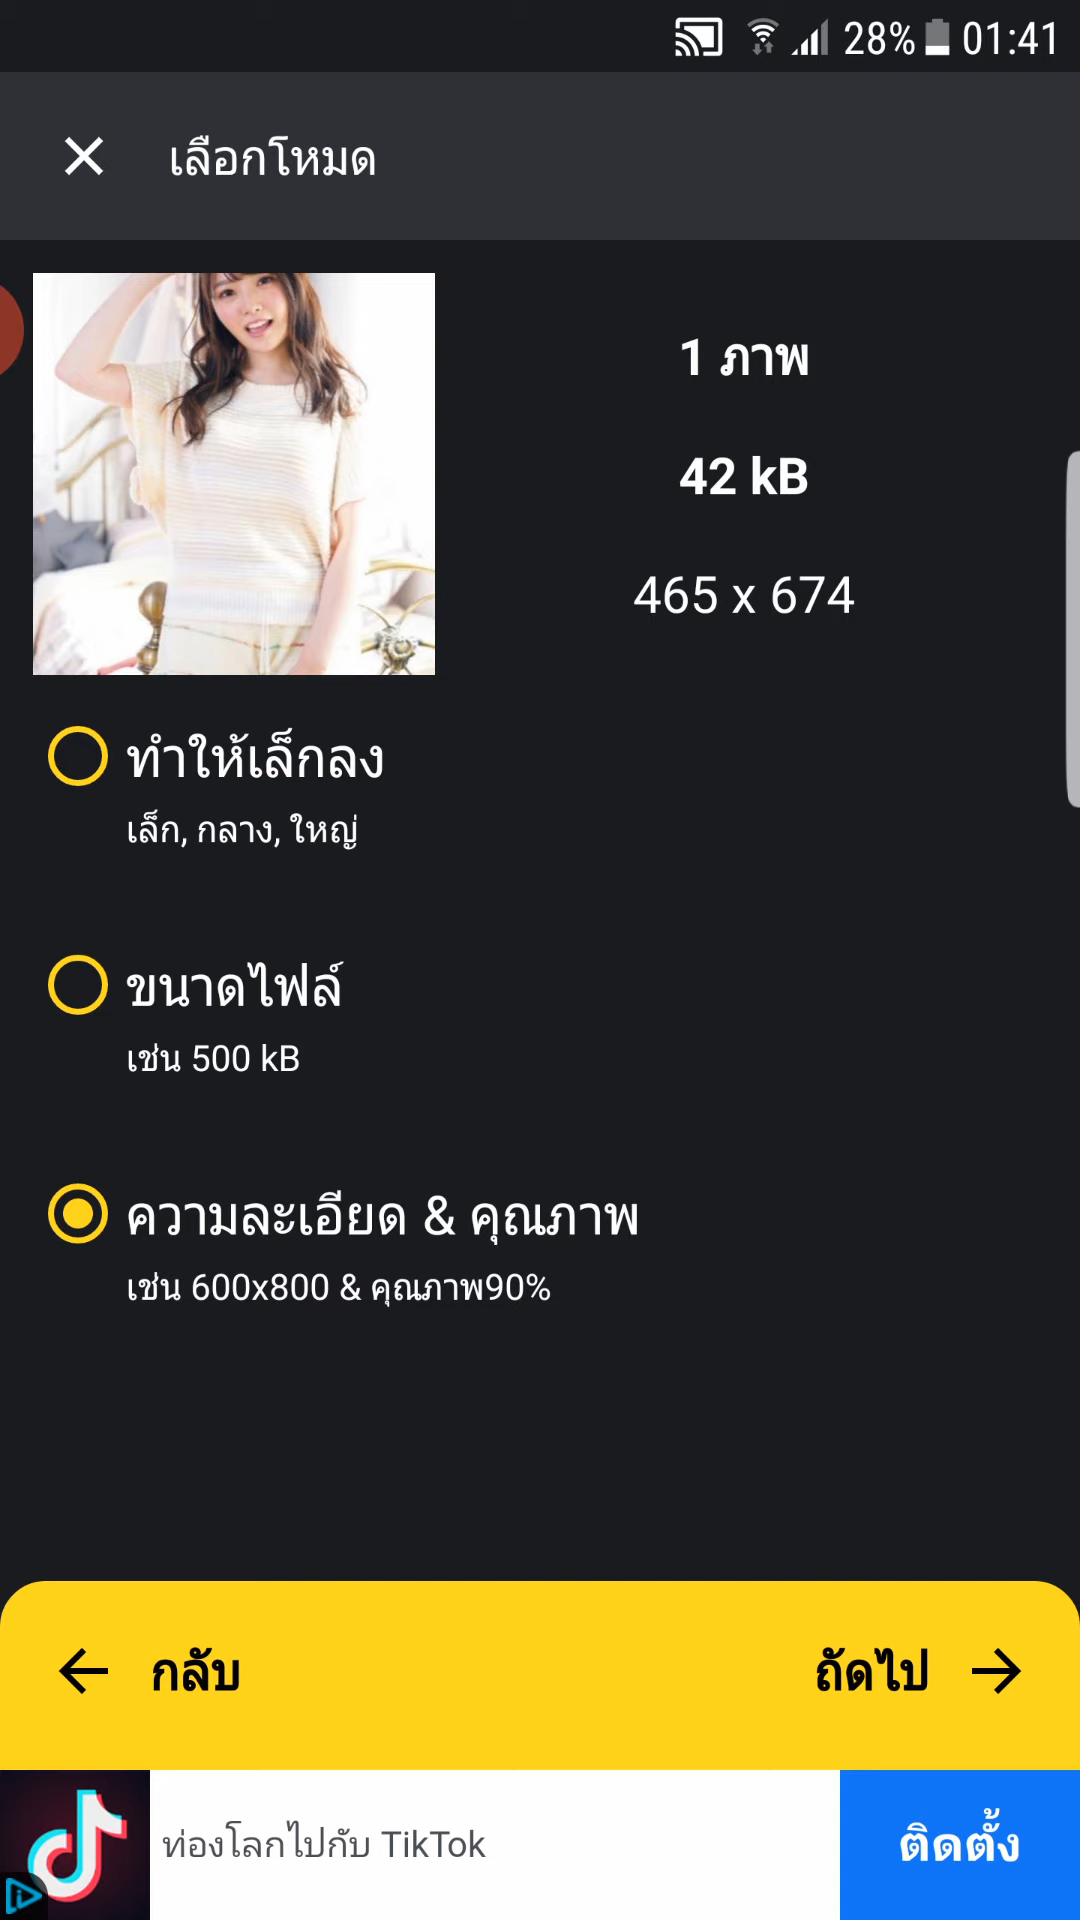 28% 01:41
เลือกโหมด
1 ภาพ
42 kB
465 x 674
ทำให้เล็กลง
เล็ก, กลาง, ใหญ่
ขนาดไฟล์
เช่น 500 kB
ความละเอียด & คุณภาพ
เช่น 600x800 & คุณภาพ90%
กลับ ถัดไป
ท่องโลกไปกับ TikTok ติดตั้ง